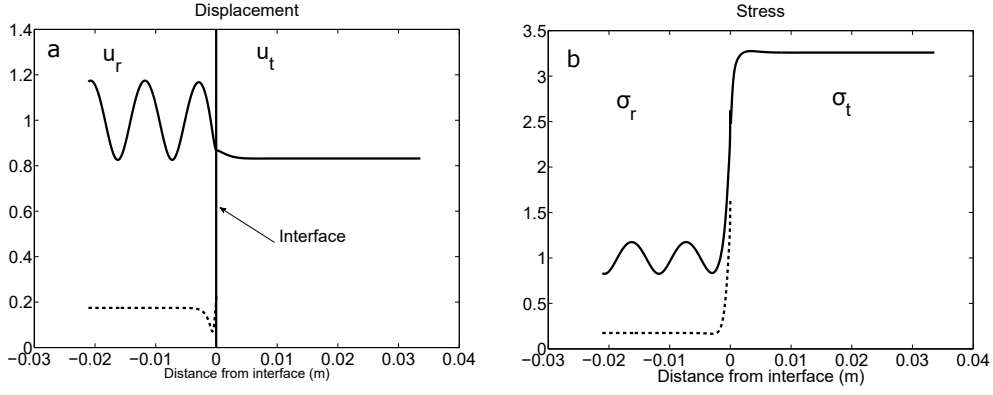 Displacement
1.4
1.2
1
0.8
0.6
0.4
0.2
0
a
u_r
u_t
Interface
−0.03 −0.02 −0.01 0 0.01 0.02 0.03 0.04
Distance from interface (m)
Stress
3.5
3
2.5
2
1.5
1
0.5
0
b
σ_r
σ_t
−0.03 −0.02 −0.01 0 0.01 0.02 0.03 0.04
Distance from interface (m)